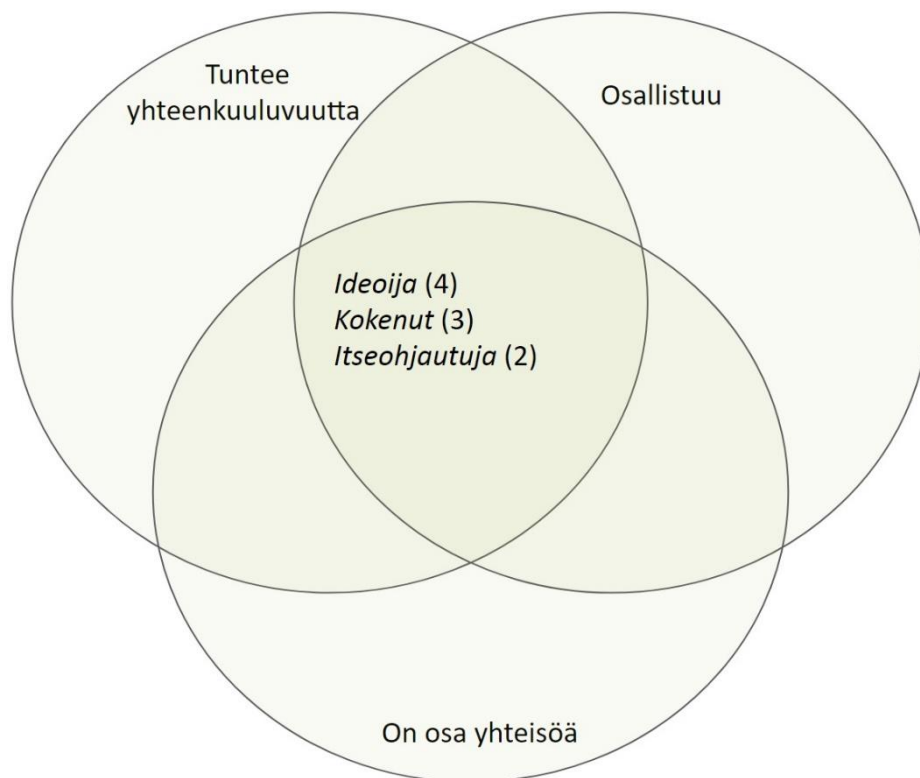 Tuntee
yhteenkuuluvuutta
Osallistuu
Ideoija (4)
Kokenut (3)
Itseohjautuja (2)
On osa yhteisöä